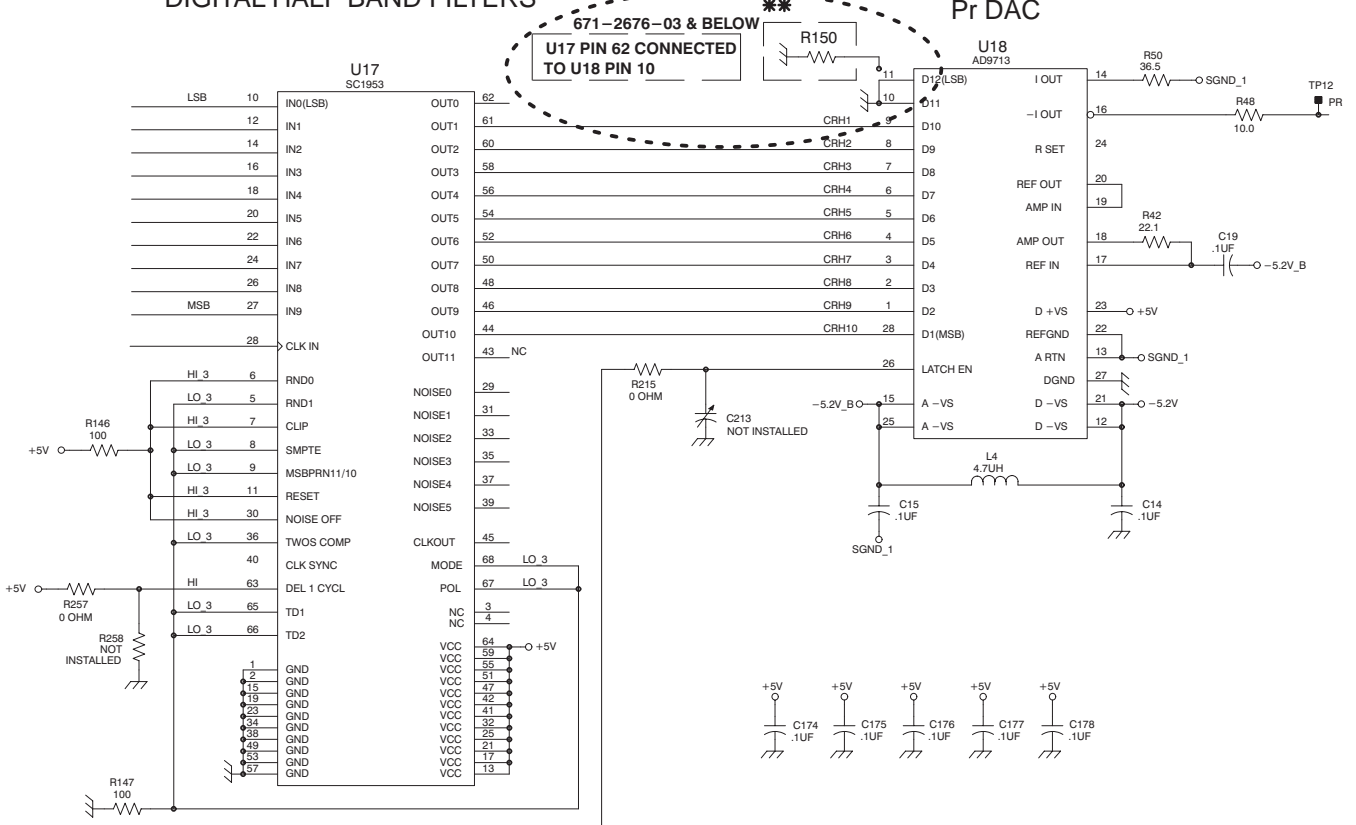 DIGITAL HALF BAND FILTERS
**
Pr DAC
671–2676–03 & BELOW
U17 PIN 62 CONNECTED
TO U18 PIN 10
R150
U17
SC1953
LSB 10 IN0(LSB)
12 IN1
14 IN2
16 IN3
18 IN4
20 IN5
22 IN6
24 IN7
26 IN8
MSB 27 IN9
28 CLK IN
HI_3 6 RND0
LO_3 5 RND1
HI_3 7 CLIP
LO_3 8 SMPTE
LO_3 9 MSBPRN11/10
HI_3 11 RESET
HI_3 30 NOISE OFF
LO_3 36 TWOS COMP
40 CLK SYNC
HI 63 DEL 1 CYCL
LO_3 65 TD1
LO_3 66 TD2
1 GND
2 GND
15 GND
19 GND
23 GND
34 GND
38 GND
49 GND
53 GND
57 GND
R146
100
+5V
+5V
R257
0 OHM
R258
NOT
INSTALLED
R147
100
OUT0 62
OUT1 61
OUT2 60
OUT3 58
OUT4 56
OUT5 54
OUT6 52
OUT7 50
OUT8 48
OUT9 46
OUT10 44
OUT11 43 NC
NOISE0 29
NOISE1 31
NOISE2 33
NOISE3 35
NOISE4 37
NOISE5 39
CLKOUT 45
MODE 68 LO_3
POL 67 LO_3
NC 3
NC 4
VCC 64 +5V
VCC 59
VCC 55
VCC 51
VCC 47
VCC 42
VCC 41
VCC 32
VCC 25
VCC 21
VCC 17
VCC 13
U18
AD9713
11 D12(LSB)
10 D11
CRH1 9 D10
CRH2 8 D9
CRH3 7 D8
CRH4 6 D7
CRH5 5 D6
CRH6 4 D5
CRH7 3 D4
CRH8 2 D3
CRH9 1 D2
CRH10 28 D1(MSB)
26 LATCH EN
–5.2V_B 15 A –VS
25 A –VS
R215
0 OHM
C213
NOT INSTALLED
I OUT 14
R50
36.5
SGND_1
–I OUT 16
R48
10.0
TP12
PR
R SET 24
REF OUT 20
AMP IN 19
AMP OUT 18
R42
22.1
REF IN 17
C19
.1UF
–5.2V_B
D +VS 23 +5V
REFGND 22
A RTN 13 SGND_1
DGND 27
D –VS 21 –5.2V
D –VS 12
L4
4.7UH
C15
.1UF
SGND_1
C14
.1UF
+5V +5V +5V +5V +5V
C174 C175 C176 C177 C178
.1UF .1UF .1UF .1UF .1UF